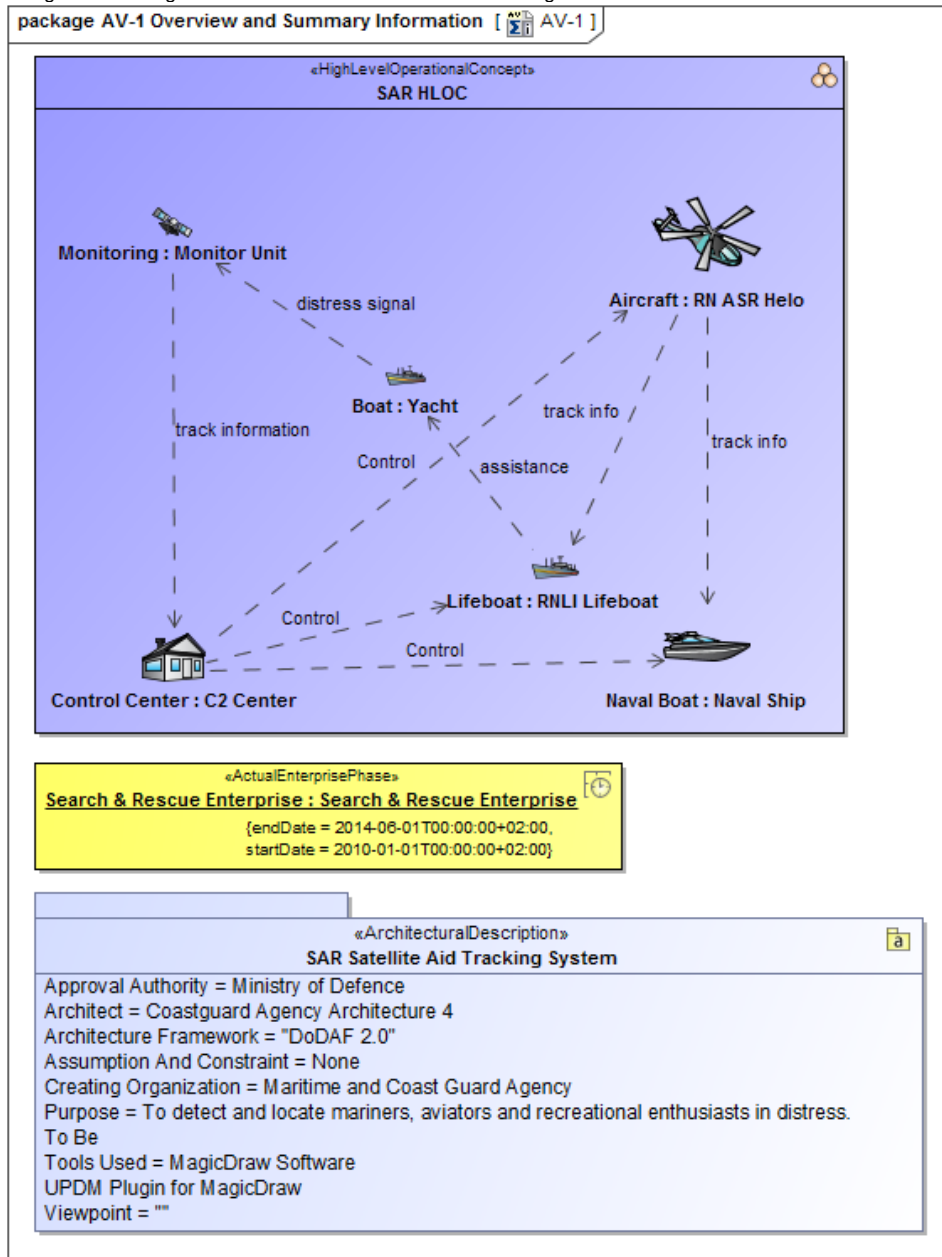 package AV-1 Overview and Summary Information [ AV-1 ]
«HighLevelOperationalConcept»
SAR HLOC
Monitoring : Monitor Unit
distress signal
Aircraft : RN ASR Helo
Boat : Yacht
track info
track information
track info
Control
assistance
Lifeboat : RNLI Lifeboat
Control
Control
Control Center : C2 Center
Naval Boat : Naval Ship
«ActualEnterprisePhase»
Search & Rescue Enterprise : Search & Rescue Enterprise
{endDate = 2014-06-01T00:00:00+02:00,
startDate = 2010-01-01T00:00:00+02:00}
«ArchitecturalDescription»
SAR Satellite Aid Tracking System
Approval Authority = Ministry of Defence
Architect = Coastguard Agency Architecture 4
Architecture Framework = "DoDAF 2.0"
Assumption And Constraint = None
Creating Organization = Maritime and Coast Guard Agency
Purpose = To detect and locate mariners, aviators and recreational enthusiasts in distress.
To Be
Tools Used = MagicDraw Software
UPDM Plugin for MagicDraw
Viewpoint = ""